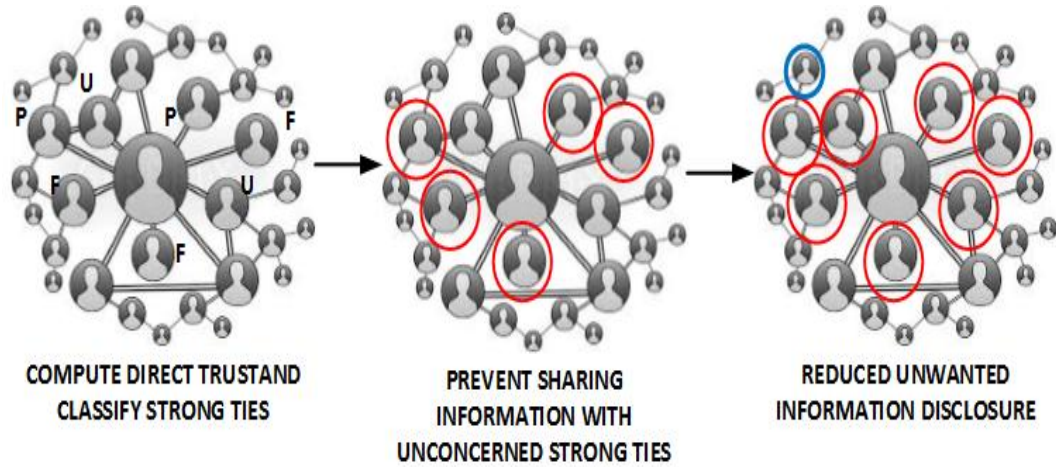 U
P
P
F
F
U
F
COMPUTE DIRECT TRUSTAND
CLASSIFY STRONG TIES
PREVENT SHARING
INFORMATION WITH
UNCONCERNED STRONG TIES
REDUCED UNWANTED
INFORMATION DISCLOSURE